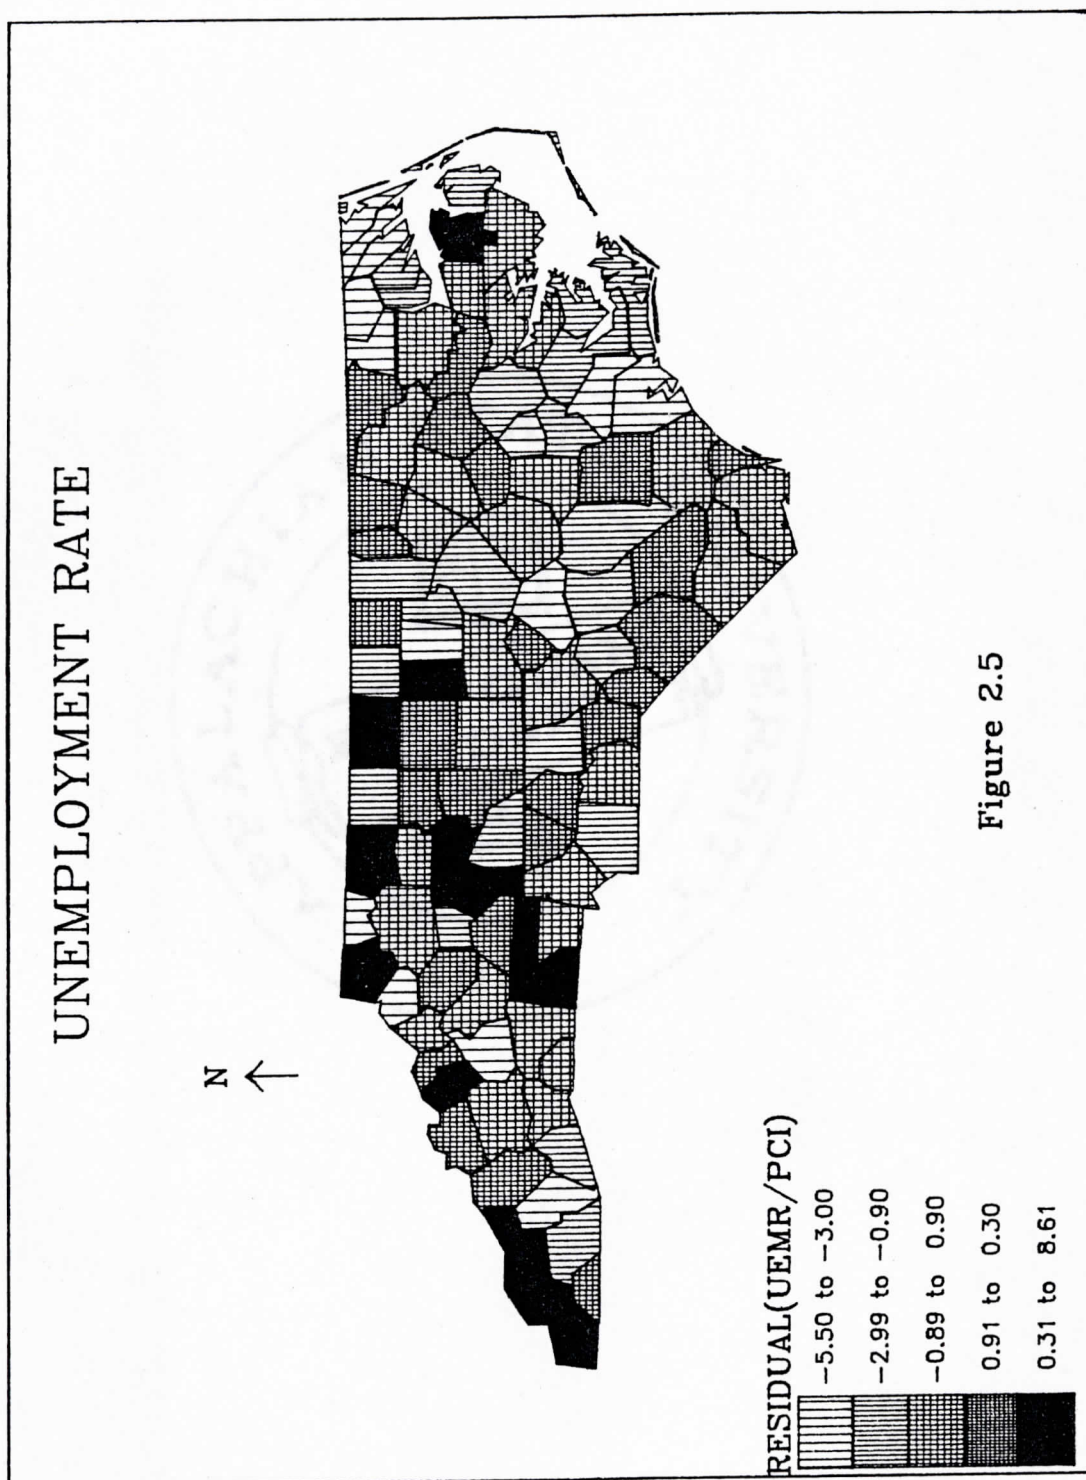 UNEMPLOYMENT RATE
N
RESIDUAL(UEMR/PCI)
-5.50 to -3.00
-2.99 to -0.90
-0.89 to 0.90
0.91 to 0.30
0.31 to 8.61
Figure 2.5